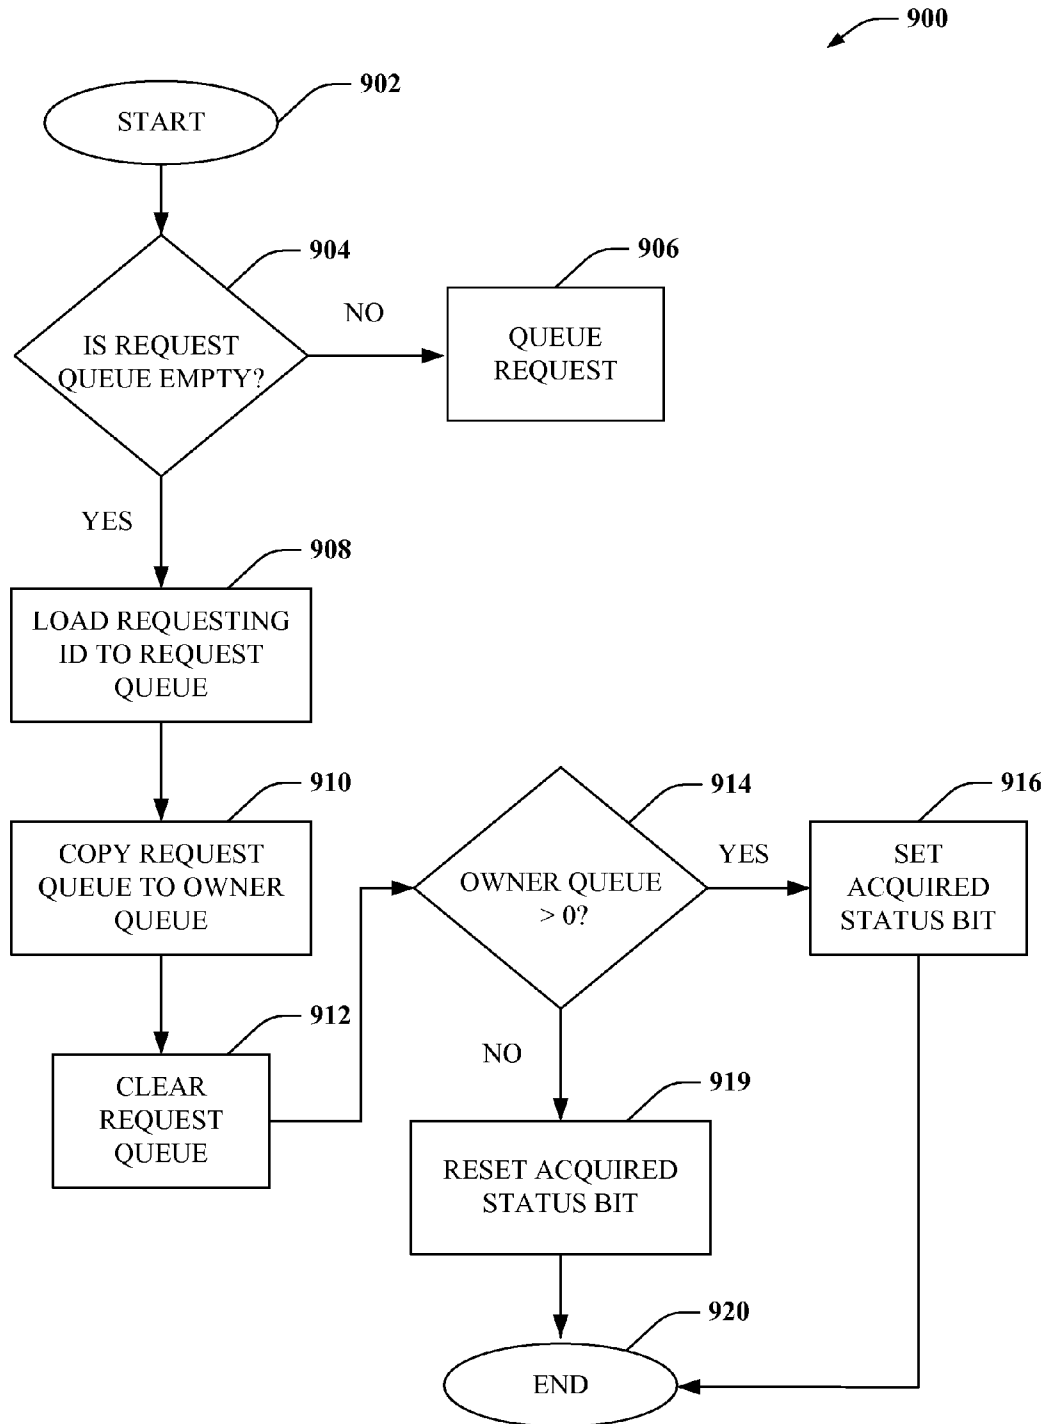 900
902
START
904
IS REQUEST
QUEUE EMPTY?
NO
906
QUEUE
REQUEST
YES
908
LOAD REQUESTING
ID TO REQUEST
QUEUE
910
COPY REQUEST
QUEUE TO OWNER
QUEUE
912
CLEAR
REQUEST
QUEUE
914
OWNER QUEUE
> 0?
YES
916
SET
ACQUIRED
STATUS BIT
NO
919
RESET ACQUIRED
STATUS BIT
920
END